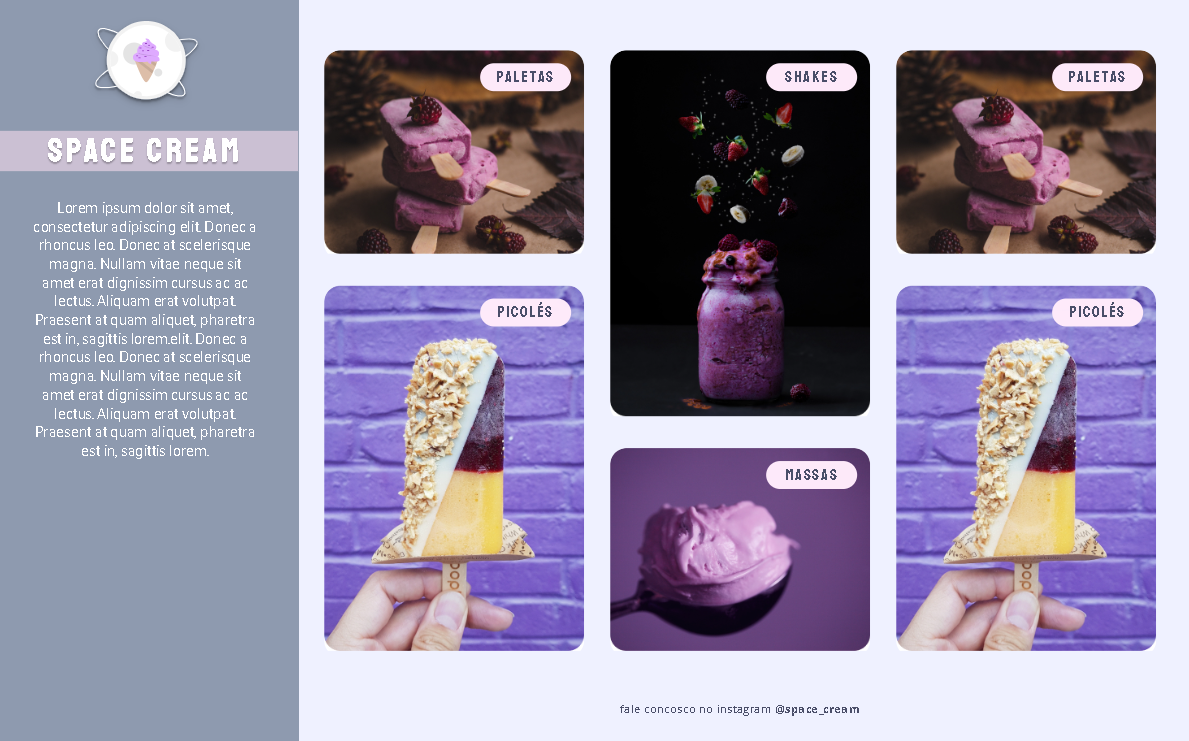 SPACE CREAM
Lorem ipsum dolor sit amet,
consectetur adipiscing elit. Donec a
rhoncus leo. Donec at scelerisque
magna. Nullam vitae neque sit
amet erat dignissim cursus ac ac
lectus. Aliquam erat volutpat.
Praesent at quam aliquet, pharetra
est in, sagittis lorem.elit. Donec a
rhoncus leo. Donec at scelerisque
magna. Nullam vitae neque sit
amet erat dignissim cursus ac ac
lectus. Aliquam erat volutpat.
Praesent at quam aliquet, pharetra
est in, sagittis lorem.
PALETAS
SHAKES
PALETAS
PICOLÉS
PICOLÉS
MASSAS
fale concosco no instagram @space_cream